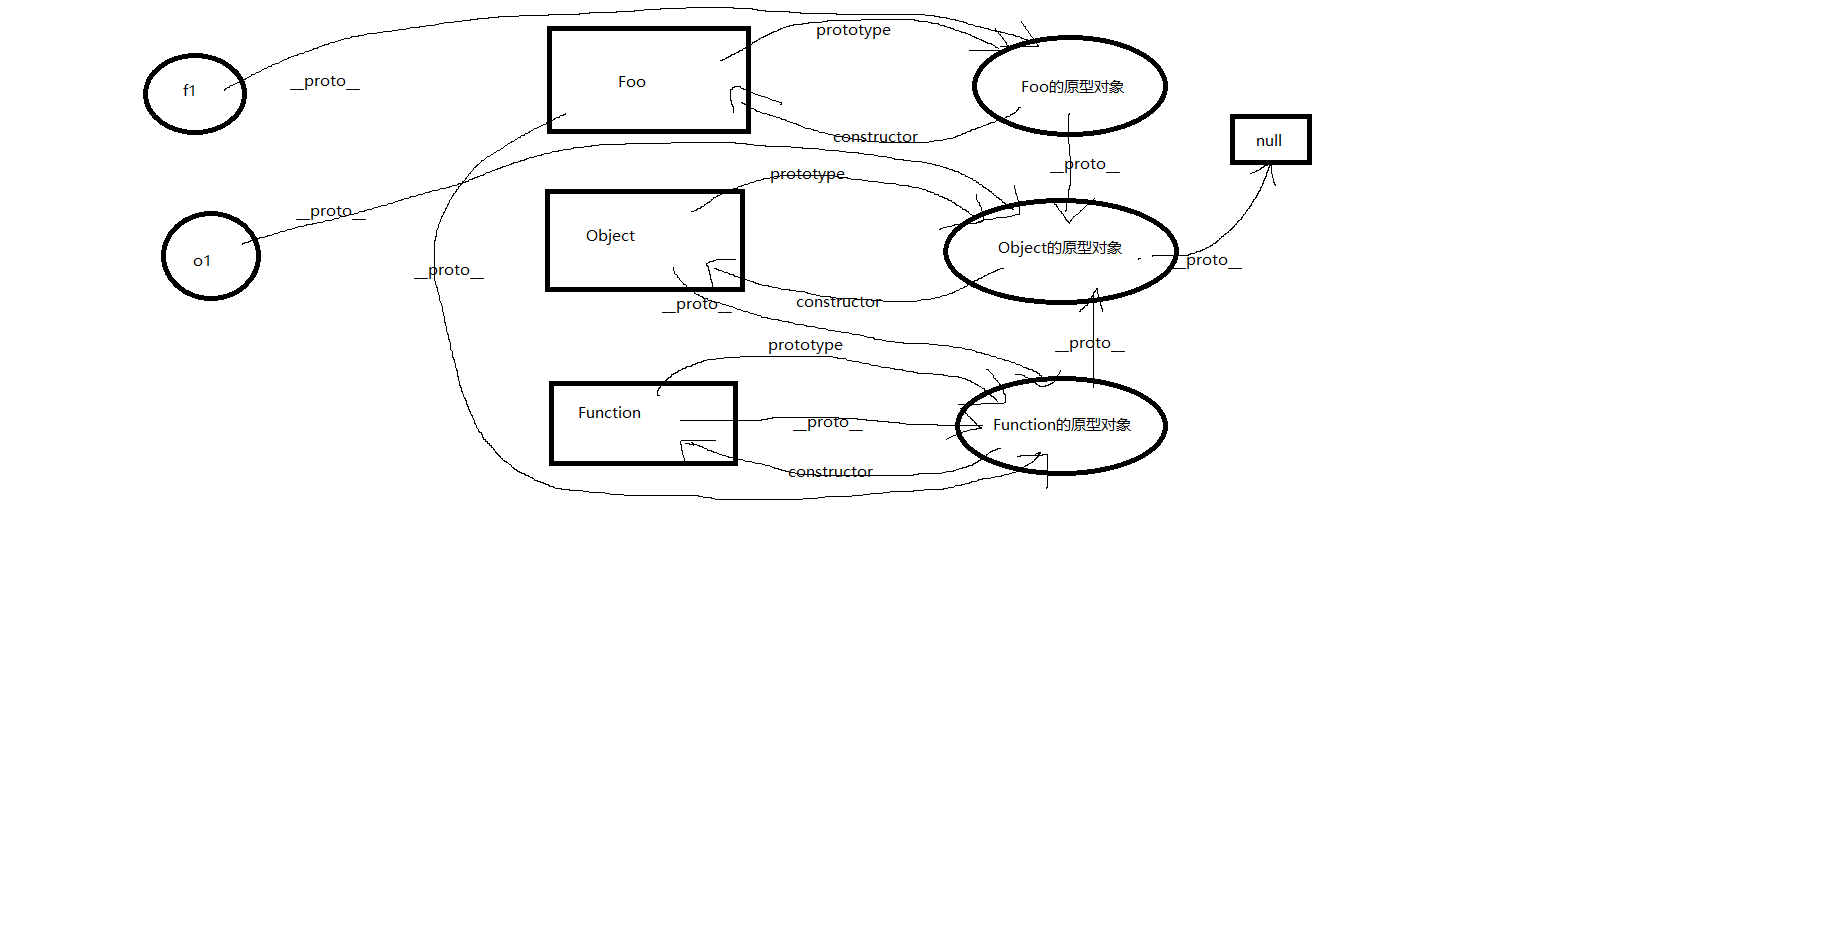 prototype
f1
__proto__
Foo
Foo的原型对象
constructor
null
__proto__
prototype
__proto__
Object
Object的原型对象
o1
__proto__
__proto__
constructor
__proto__
prototype
__proto__
Function
__proto__
Function的原型对象
constructor